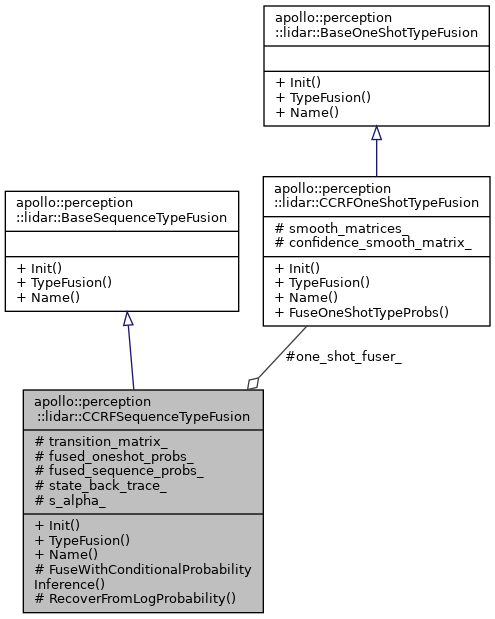 apollo::perception
::lidar::BaseOneShotTypeFusion
+ Init()
+ TypeFusion()
+ Name()
apollo::perception
::lidar::BaseSequenceTypeFusion
+ Init()
+ TypeFusion()
+ Name()
apollo::perception
::lidar::CCRFOneShotTypeFusion
# smooth_matrices_
# confidence_smooth_matrix_
+ Init()
+ TypeFusion()
+ Name()
+ FuseOneShotTypeProbs()
#one_shot_fuser_
apollo::perception
::lidar::CCRFSequenceTypeFusion
# transition_matrix_
# fused_oneshot_probs_
# fused_sequence_probs_
# state_back_trace_
# s_alpha_
+ Init()
+ TypeFusion()
+ Name()
# FuseWithConditionalProbability
Inference()
# RecoverFromLogProbability()